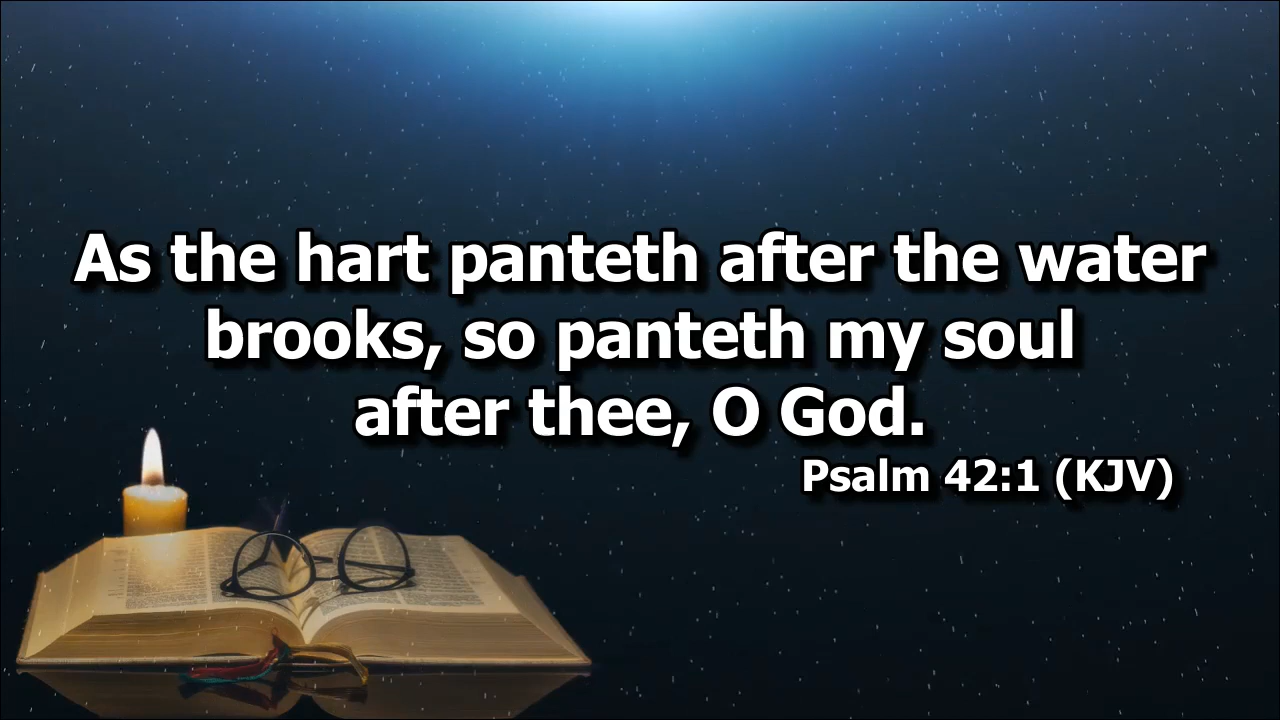 As the hart panteth after the water
brooks, so panteth my soul
after thee, O God.
Psalm 42:1 (KJV)